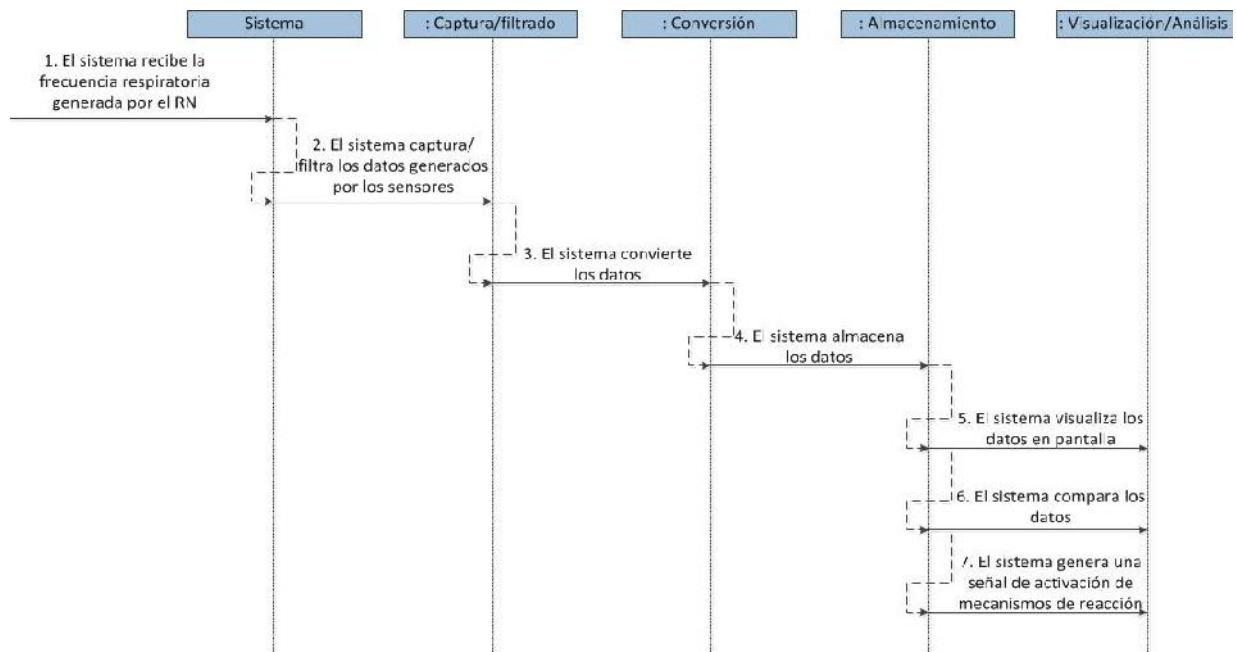 Sistema
: Captura/filtrado
: Conversión
: Almacenamiento
: Visualización/Análisis
1. El sistema recibe la
frecuencia respiratoria
generada por el RN
2. El sistema captura/
filtra los datos generados
por los sensores
3. El sistema convierte
los datos
4. El sistema almacena
los datos
5. El sistema visualiza los
datos en pantalla
6. El sistema compara los
datos
7. El sistema genera una
señal de activación de
mecanismos de reacción